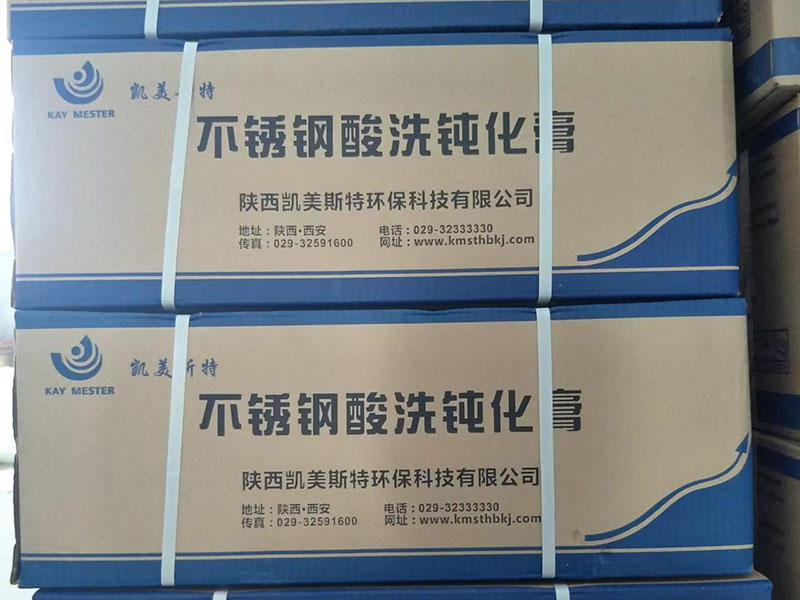 凯美斯特
KAY MESTER
不锈钢酸洗钝化膏
陕西凯美斯特环保科技有限公司
地址：陕西·西安 电话：029-32333330
传真：029-32591600 网址：www.kmsthbkj.com
凯美斯特
KAY MESTER
不锈钢酸洗钝化膏
陕西凯美斯特环保科技有限公司
地址：陕西·西安 电话：029-32333330
传真：029-32591600 网址：www.kmsthbkj.com